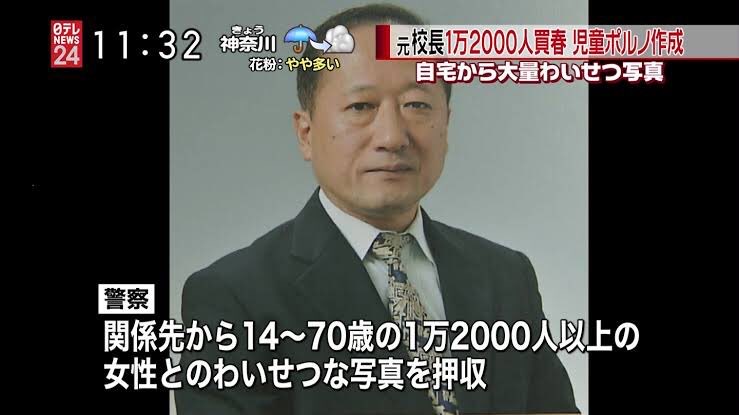 日テレ
NEWS
24
11:32
きょう
神奈川
花粉:やや多い
元校長1万2000人買春 児童ポルノ作成
自宅から大量わいせつ写真
警察
関係先から14〜70歳の1万2000人以上の
女性とのわいせつな写真を押収